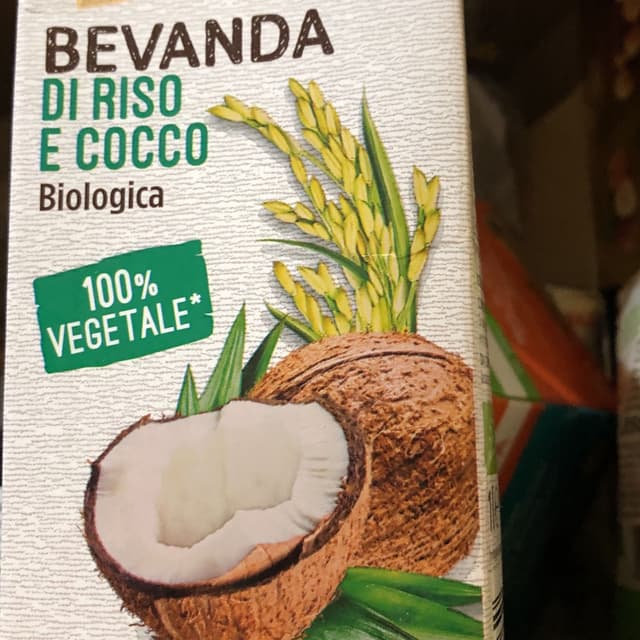 BEVANDA
DI RISO
E COCCO
Biologica
100%
VEGETALE*